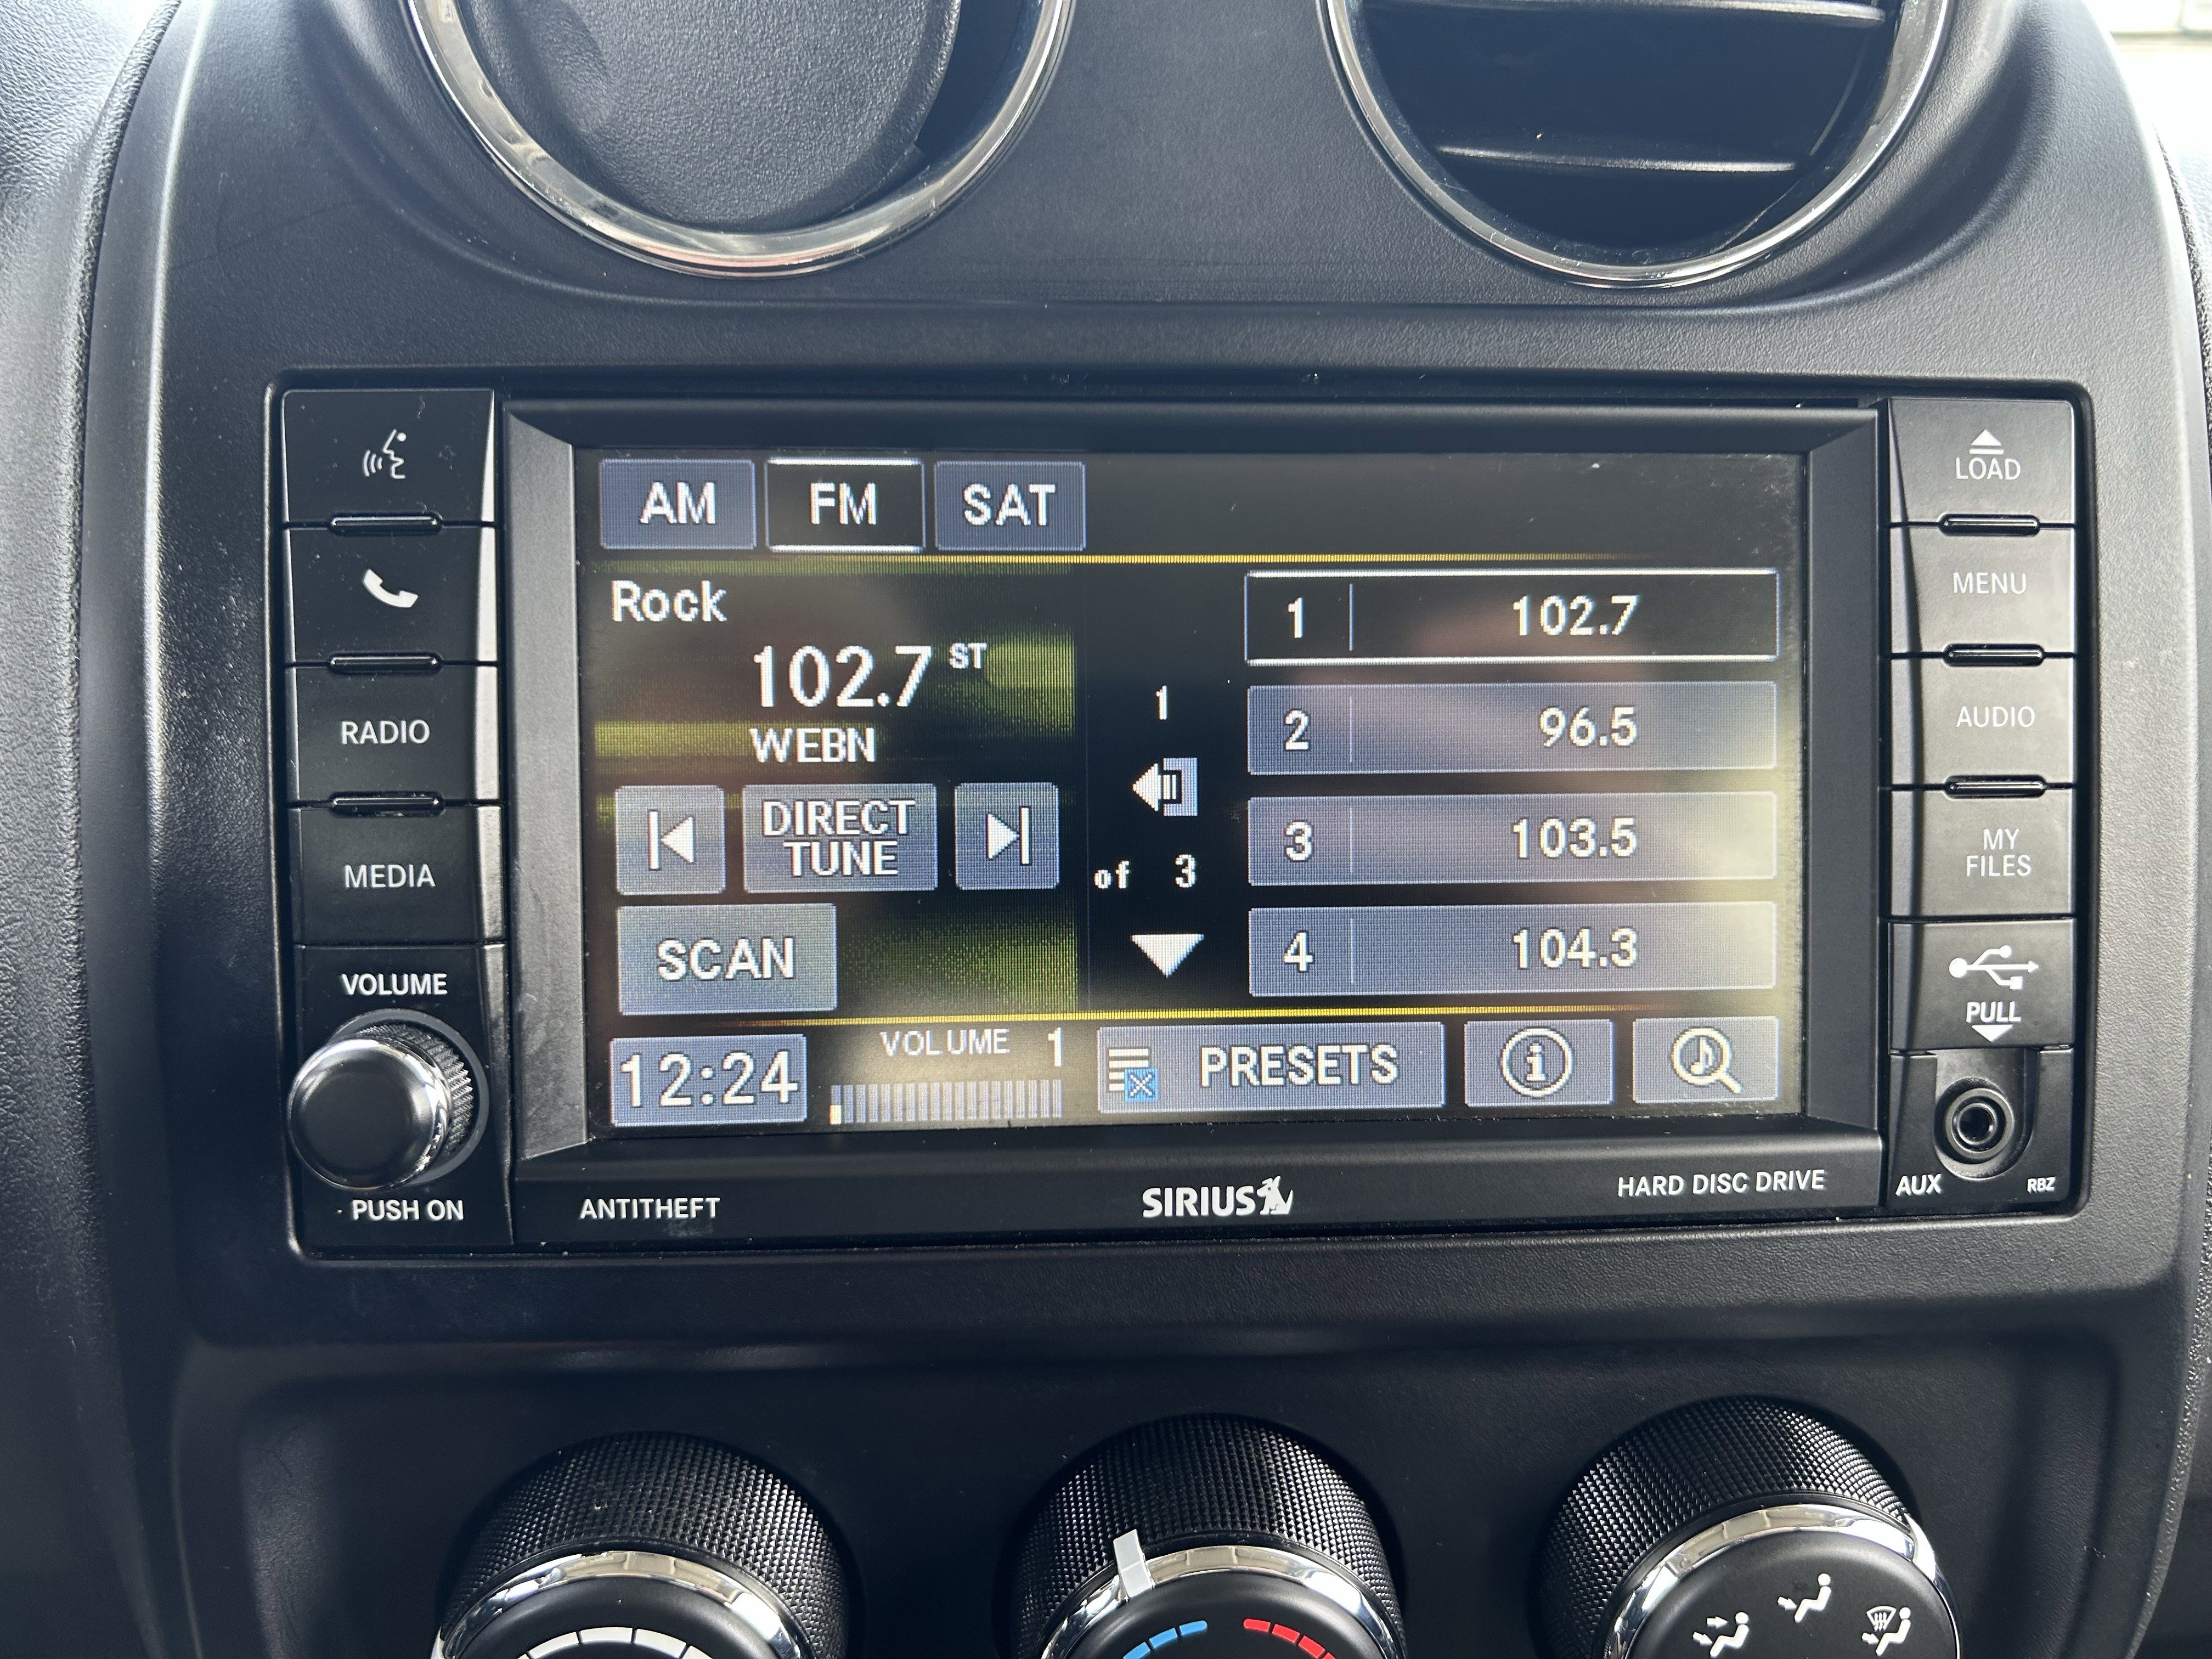 AM FM SAT
Rock
102.7 ST
WEBN
DIRECT
TUNE
SCAN
12:24
VOLUME 1
1
of 3
1 102.7
2 96.5
3 103.5
4 104.3
PRESETS
i
RADIO
MEDIA
VOLUME
PUSH ON
LOAD
MENU
AUDIO
MY
FILES
PULL
AUX
RBZ
ANTITHEFT
SIRIUS
HARD DISC DRIVE